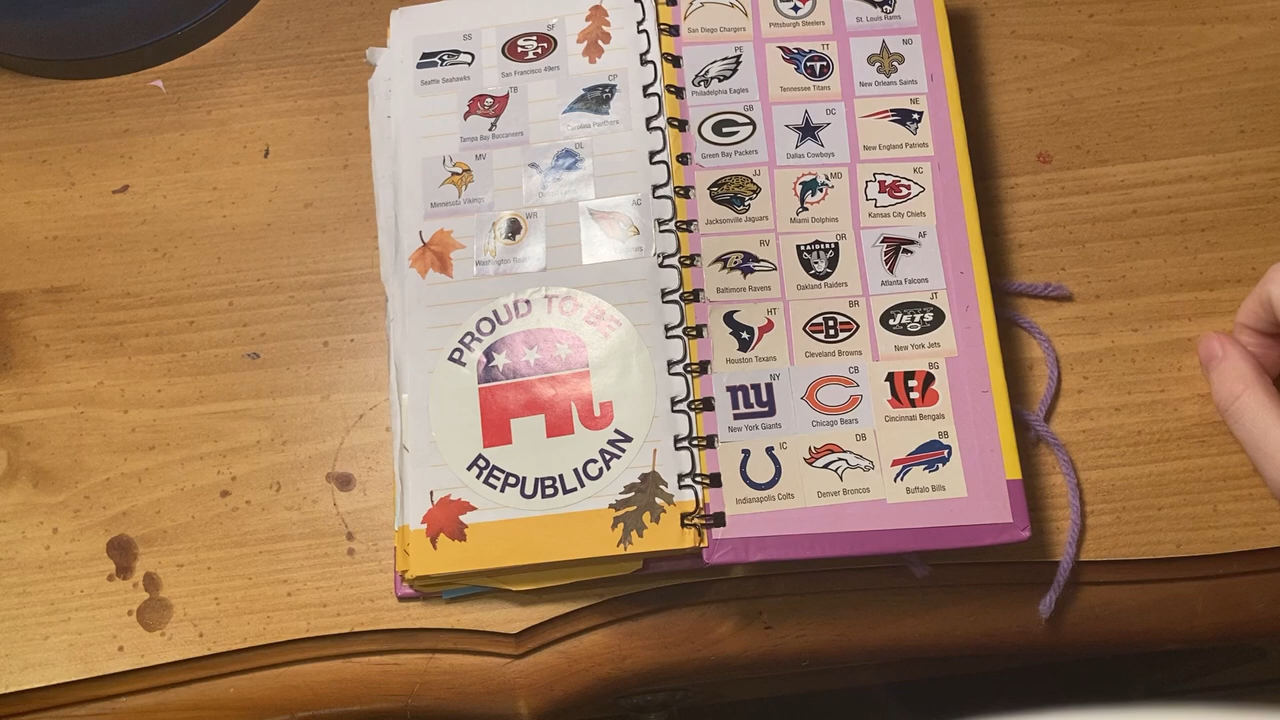 SS
Seattle Seahawks
SF
San Francisco 49ers
TB
Tampa Bay Buccaneers
CP
Carolina Panthers
MV
Minnesota Vikings
DL
WR
Washington
AC
PROUD TO BE
REPUBLICAN
San Diego Chargers
Pittsburgh Steelers
St. Louis Rams
PE
Philadelphia Eagles
TT
Tennessee Titans
NO
New Orleans Saints
GB
Green Bay Packers
DC
Dallas Cowboys
NE
New England Patriots
JJ
Jacksonville Jaguars
MD
Miami Dolphins
KC
Kansas City Chiefs
RV
Baltimore Ravens
OR
RAIDERS
Oakland Raiders
AF
Atlanta Falcons
HT
Houston Texans
BR
B
Cleveland Browns
JT
JETS
New York Jets
NY
ny
New York Giants
CB
Chicago Bears
BG
B
Cincinnati Bengals
IC
Indianapolis Colts
DB
Denver Broncos
BB
Buffalo Bills